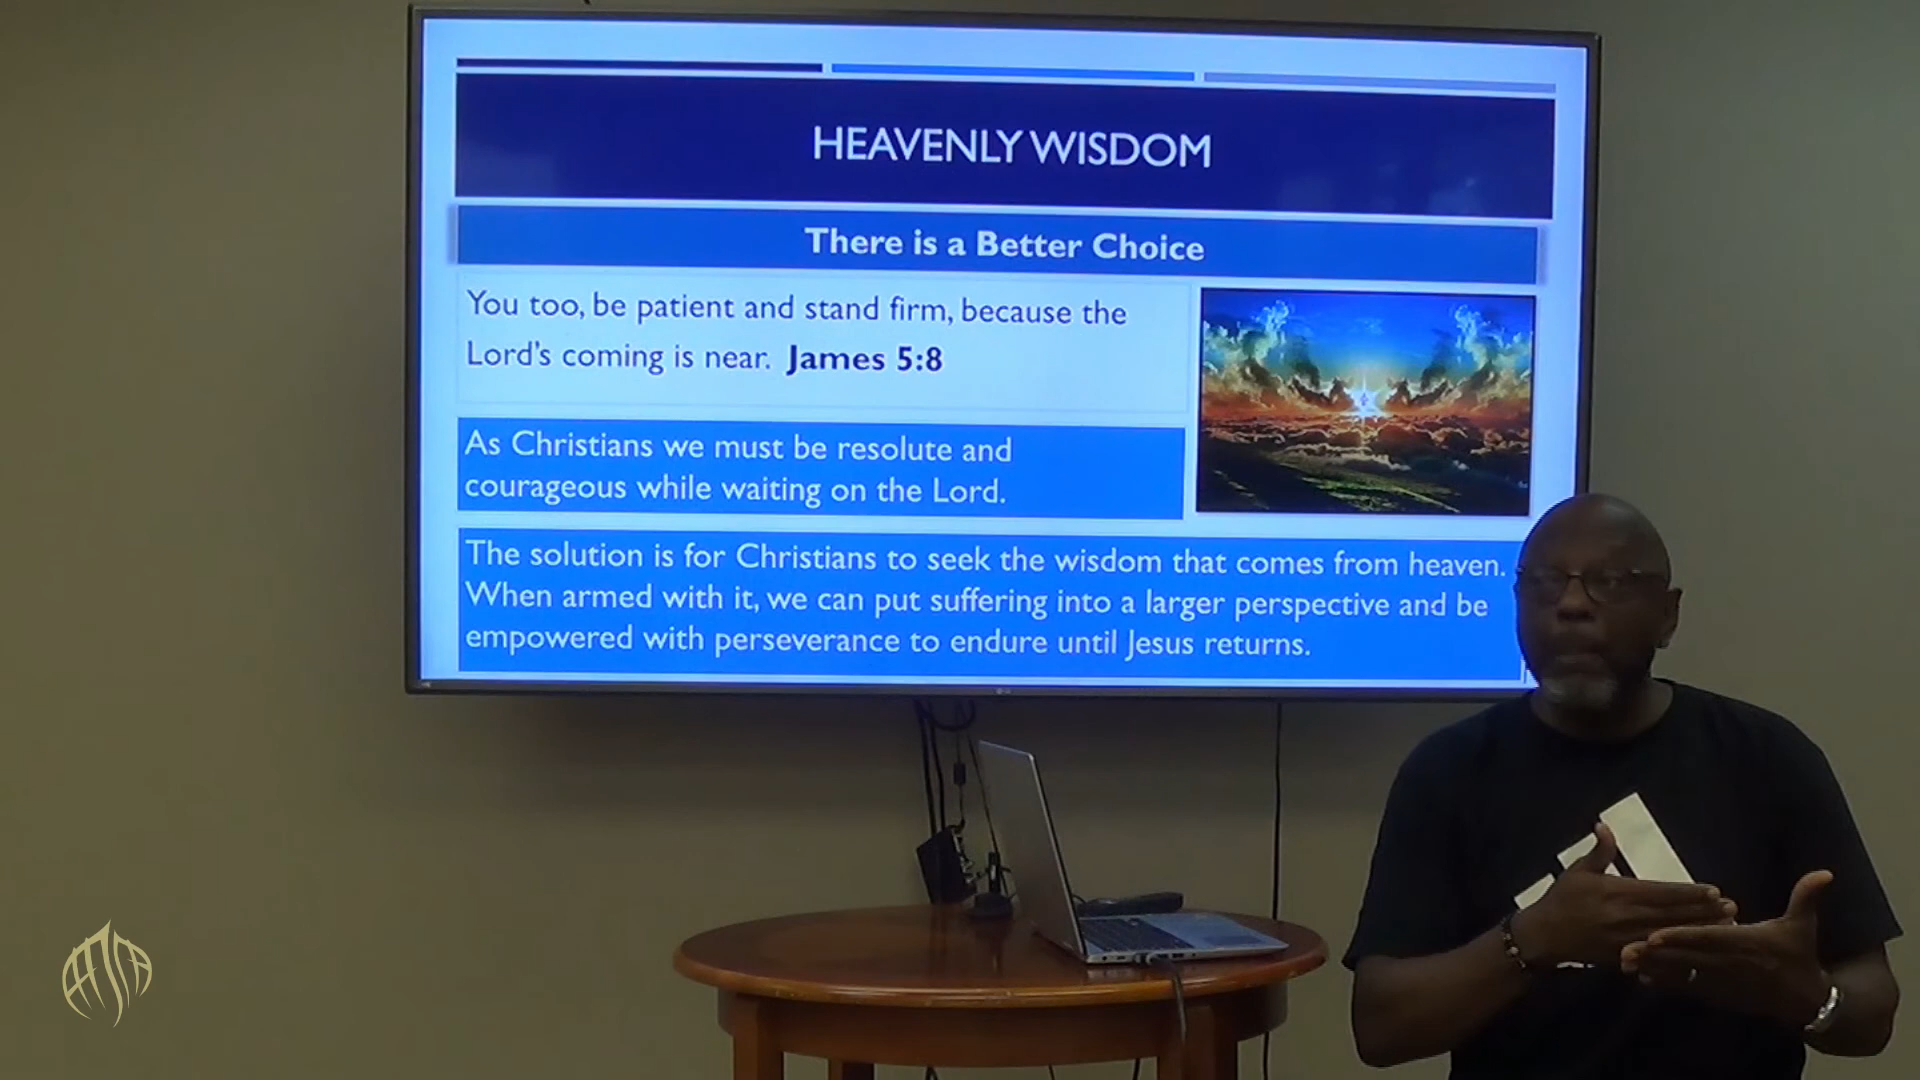 HEAVENLY WISDOM
There is a Better Choice
You too, be patient and stand firm, because the
Lord's coming is near. James 5:8
As Christians we must be resolute and
courageous while waiting on the Lord.
The solution is for Christians to seek the wisdom that comes from heaven.
When armed with it, we can put suffering into a larger perspective and be
empowered with perseverance to endure until Jesus returns.